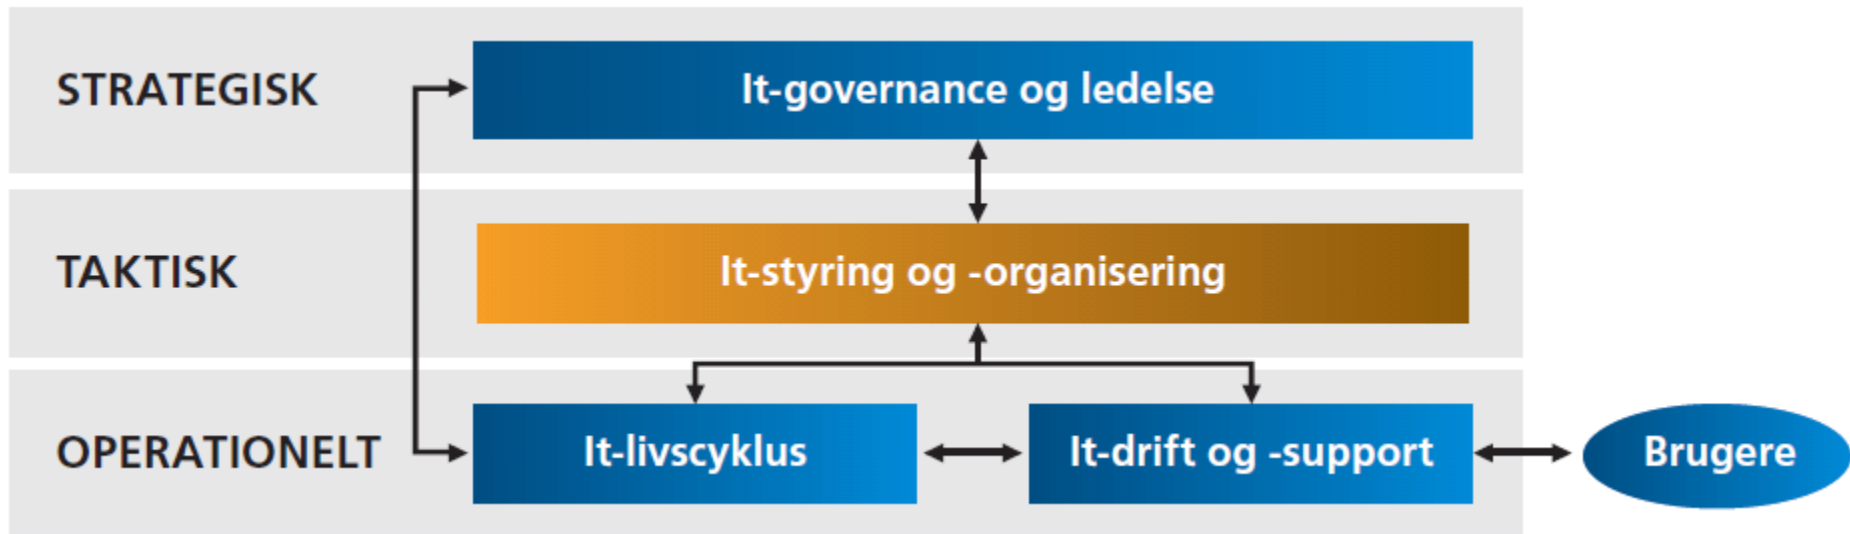 STRATEGISK
It-governance og ledelse
TAKTISK
It-styring og -organisering
OPERATIONELT
It-livscyklus
It-drift og -support
Brugere